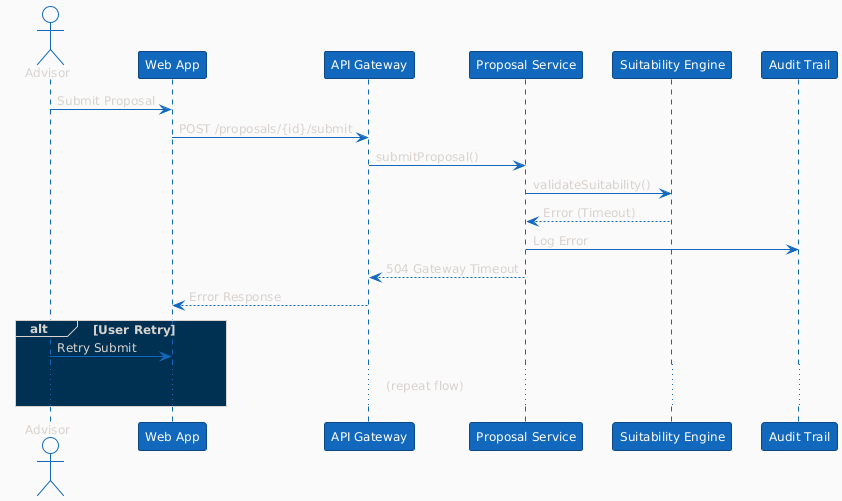 Advisor
Web App
API Gateway
Proposal Service
Suitability Engine
Audit Trail
Submit Proposal
POST /proposals/{id}/submit
submitProposal()
validateSuitability()
Error (Timeout)
Log Error
504 Gateway Timeout
Error Response
alt [User Retry]
Retry Submit
(repeat flow)
Advisor
Web App
API Gateway
Proposal Service
Suitability Engine
Audit Trail